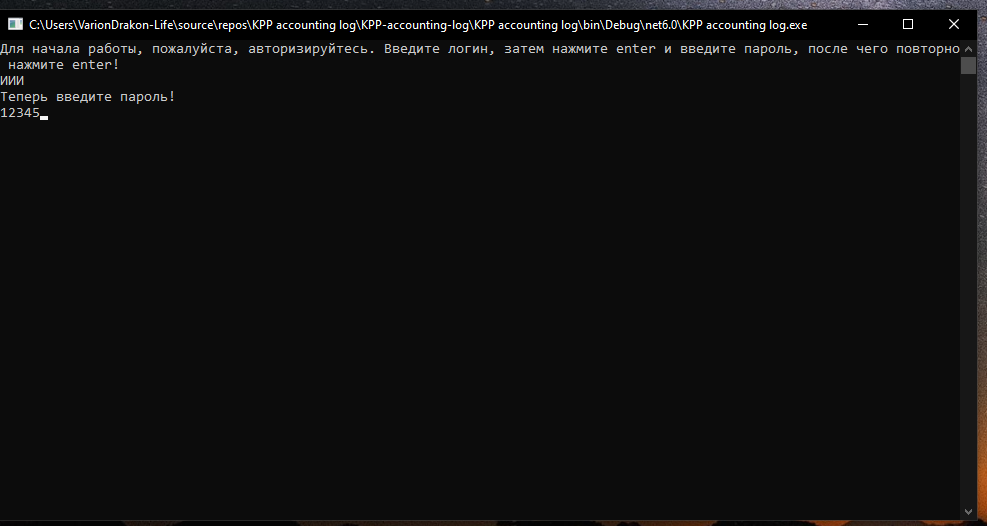 C:\Users\VarionDrakon-Life\source\repos\KPP accounting log\KPP-accounting-log\KPP accounting log\bin\Debug\net6.0\KPP accounting log.exe
Для начала работы, пожалуйста, авторизируйтесь. Введите логин, затем нажмите enter и введите пароль, после чего повторно
нажмите enter!
ИИИ
Теперь введите пароль!
12345